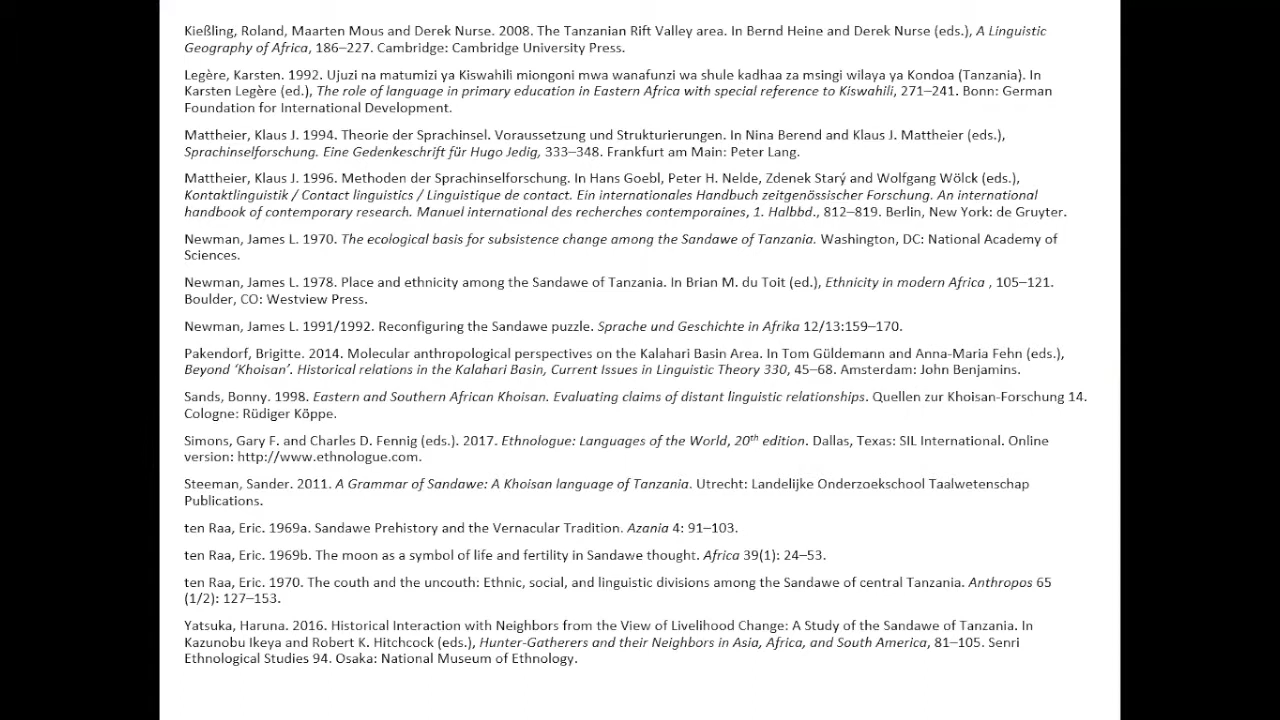 Kießling, Roland, Maarten Mous and Derek Nurse. 2008. The Tanzanian Rift Valley area. In Bernd Heine and Derek Nurse (eds.), A Linguistic
Geography of Africa, 186–227. Cambridge: Cambridge University Press.
Legère, Karsten. 1992. Ujuzi na matumizi ya Kiswahili miongoni mwa wanafunzi wa shule kadhaa za msingi wilaya ya Kondoa (Tanzania). In
Karsten Legère (ed.), The role of language in primary education in Eastern Africa with special reference to Kiswahili, 271–241. Bonn: German
Foundation for International Development.
Mattheier, Klaus J. 1994. Theorie der Sprachinsel. Voraussetzung und Strukturierungen. In Nina Berend and Klaus J. Mattheier (eds.),
Sprachinselforschung. Eine Gedenkeschrift für Hugo Jedig, 333–348. Frankfurt am Main: Peter Lang.
Mattheier, Klaus J. 1996. Methoden der Sprachinselforschung. In Hans Goebl, Peter H. Nelde, Zdenek Starý and Wolfgang Wölck (eds.),
Kontaktlinguistik / Contact linguistics / Linguistique de contact. Ein internationales Handbuch zeitgenössischer Forschung. An international
handbook of contemporary research. Manuel international des recherches contemporaines, 1. Halbbd., 812–819. Berlin, New York: de Gruyter.
Newman, James L. 1970. The ecological basis for subsistence change among the Sandawe of Tanzania. Washington, DC: National Academy of
Sciences.
Newman, James L. 1978. Place and ethnicity among the Sandawe of Tanzania. In Brian M. du Toit (ed.), Ethnicity in modern Africa , 105–121.
Boulder, CO: Westview Press.
Newman, James L. 1991/1992. Reconfiguring the Sandawe puzzle. Sprache und Geschichte in Afrika 12/13:159–170.
Pakendorf, Brigitte. 2014. Molecular anthropological perspectives on the Kalahari Basin Area. In Tom Güldemann and Anna-Maria Fehn (eds.),
Beyond ‘Khoisan’. Historical relations in the Kalahari Basin, Current Issues in Linguistic Theory 330, 45–68. Amsterdam: John Benjamins.
Sands, Bonny. 1998. Eastern and Southern African Khoisan. Evaluating claims of distant linguistic relationships. Quellen zur Khoisan-Forschung 14.
Cologne: Rüdiger Köppe.
Simons, Gary F. and Charles D. Fennig (eds.). 2017. Ethnologue: Languages of the World, 20th edition. Dallas, Texas: SIL International. Online
version: http://www.ethnologue.com.
Steeman, Sander. 2011. A Grammar of Sandawe: A Khoisan language of Tanzania. Utrecht: Landelijke Onderzoekschool Taalwetenschap
Publications.
ten Raa, Eric. 1969a. Sandawe Prehistory and the Vernacular Tradition. Azania 4: 91–103.
ten Raa, Eric. 1969b. The moon as a symbol of life and fertility in Sandawe thought. Africa 39(1): 24–53.
ten Raa, Eric. 1970. The couth and the uncouth: Ethnic, social, and linguistic divisions among the Sandawe of central Tanzania. Anthropos 65
(1/2): 127–153.
Yatsuka, Haruna. 2016. Historical Interaction with Neighbors from the View of Livelihood Change: A Study of the Sandawe of Tanzania. In
Kazunobu Ikeya and Robert K. Hitchcock (eds.), Hunter-Gatherers and their Neighbors in Asia, Africa, and South America, 81–105. Senri
Ethnological Studies 94. Osaka: National Museum of Ethnology.